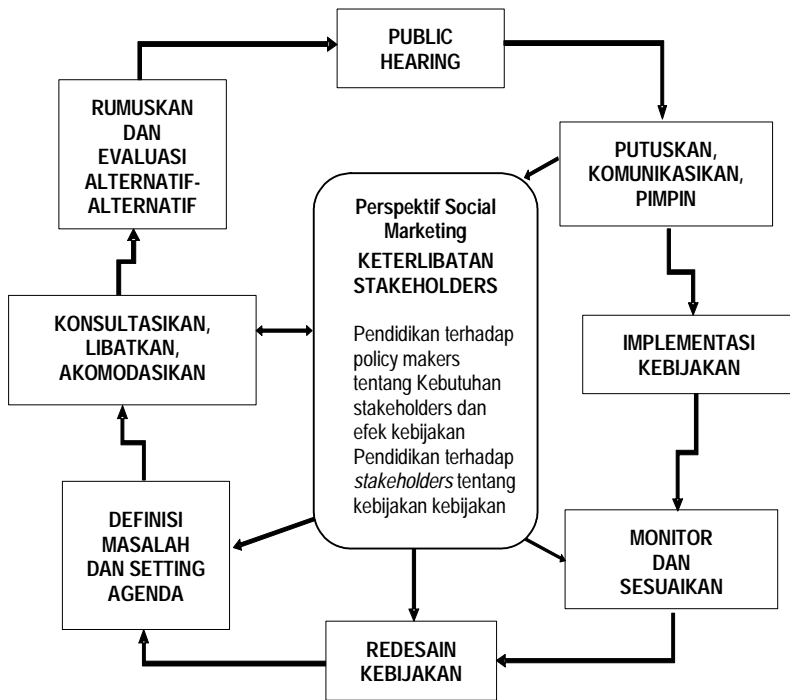 PUBLIC
HEARING
PUTUSKAN,
KOMUNIKASIKAN,
PIMPIN
IMPLEMENTASI
KEBIJAKAN
MONITOR
DAN
SESUAIKAN
REDESAIN
KEBIJAKAN
DEFINISI
MASALAH
DAN SETTING
AGENDA
KONSULTASIKAN,
LIBATKAN,
AKOMODASIKAN
RUMUSKAN
DAN
EVALUASI
ALTERNATIF-
ALTERNATIF
Perspektif Social
Marketing
KETERLIBATAN
STAKEHOLDERS
Pendidikan terhadap
policy makers
tentang Kebutuhan
stakeholders dan
efek kebijakan
Pendidikan terhadap
stakeholders tentang
kebijakan kebijakan